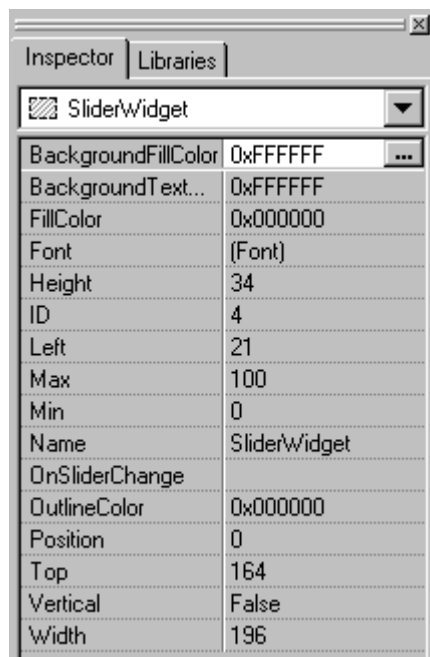 Inspector Libraries
SliderWidget
BackgroundFillColor 0xFFFFFF ...
BackgroundText... 0xFFFFFF
FillColor 0x000000
Font (Font)
Height 34
ID 4
Left 21
Max 100
Min 0
Name SliderWidget
OnSliderChange
OutlineColor 0x000000
Position 0
Top 164
Vertical False
Width 196